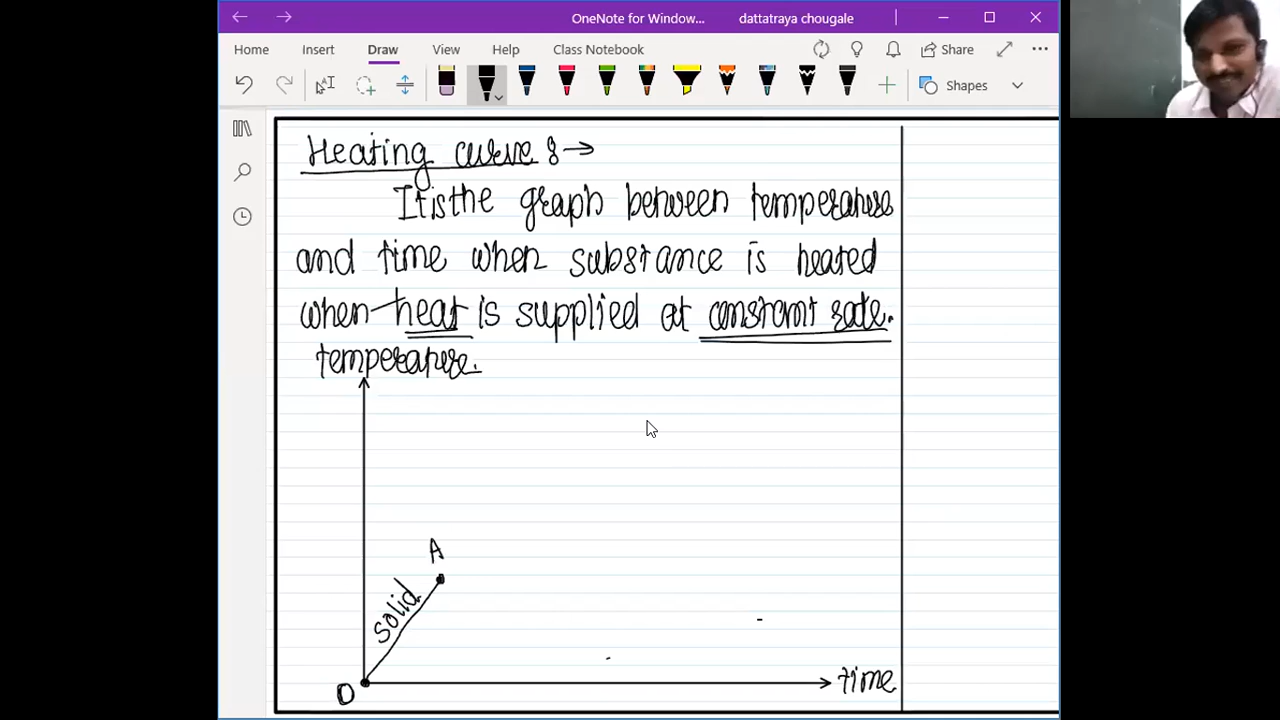 OneNote for Window... dattatraya chougale
Home Insert Draw View Help Class Notebook Share
Shapes
Heating curve :→
It is the graph between temperature
and time when substance is heated
when heat is supplied at constant rate.
temperature.
A
solid
O
time